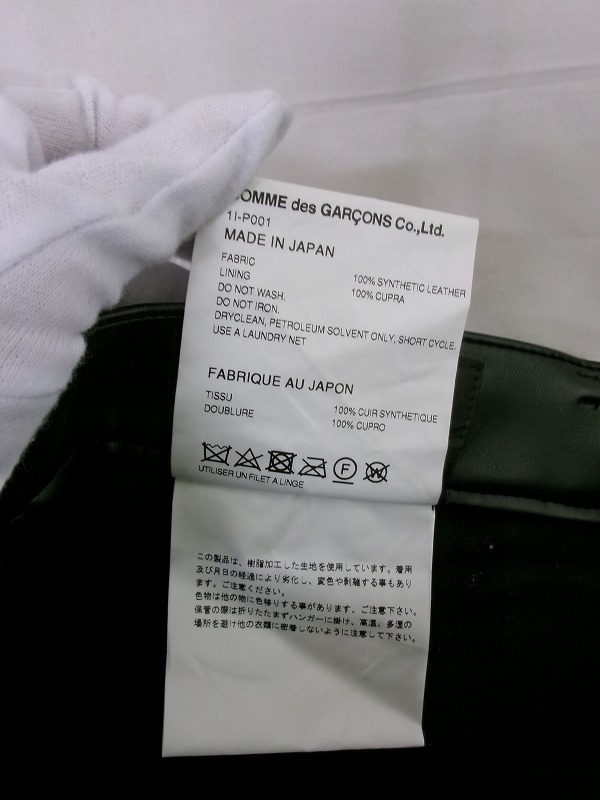 COMME des GARÇONS Co.,Ltd.
1I-P001
MADE IN JAPAN
FABRIC 100% SYNTHETIC LEATHER
LINING 100% CUPRA
DO NOT WASH.
DO NOT IRON.
DRYCLEAN, PETROLEUM SOLVENT ONLY, SHORT CYCLE.
USE A LAUNDRY NET
FABRIQUE AU JAPON
TISSU 100% CUIR SYNTHETIQUE
DOUBLURE 100% CUPRO
F W
UTILISER UN FILET A LINGE
この製品は、樹脂加工した生地を使用しています。着用
及び月日の経過により劣化し、変色や剥離する事もあり
ます。ご注意ください。
色物は他の物に色移りする事があります、ご注意下さい。
保管の際は折りたたまずハンガーに掛け、高温、多湿の
場所を避け他の衣類に密着しないように注意して下さい。